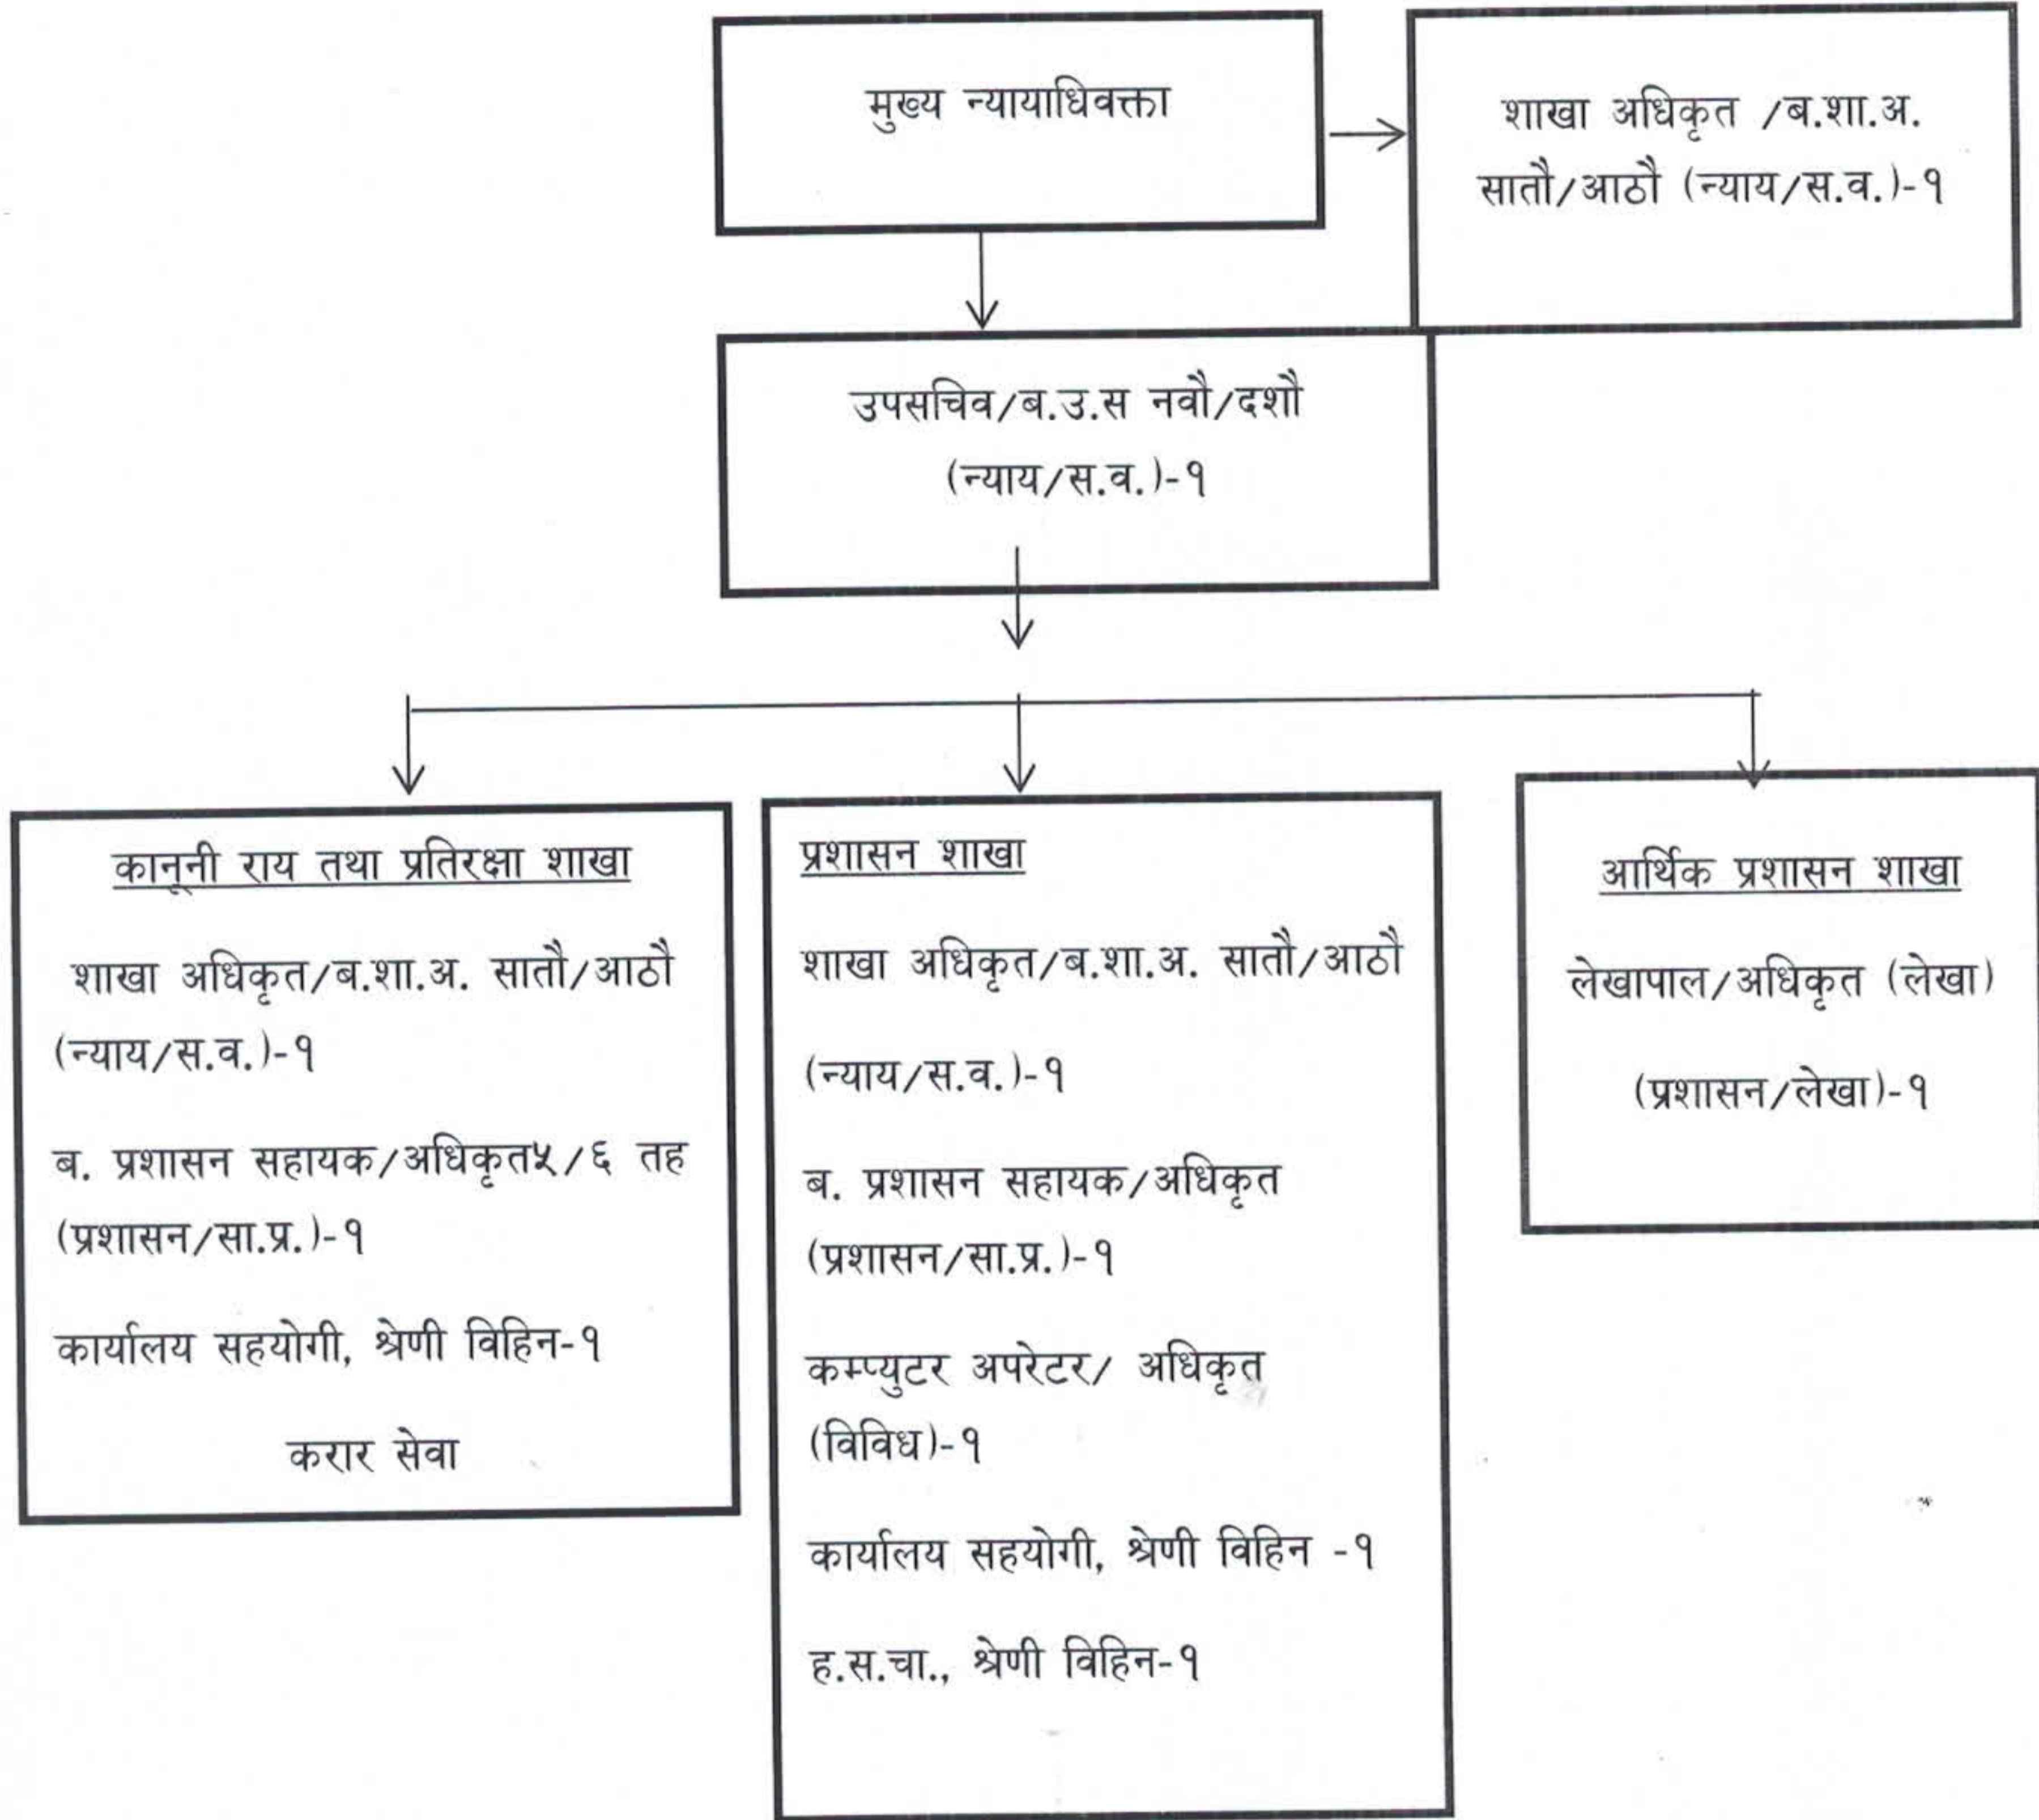 मुख्य न्यायाधिवक्ता
शाखा अधिकृत /ब.शा.अ.
सातौ/आठौ (न्याय/स.व.)-१
उपसचिव/ब.उ.स नवौ/दशौ
(न्याय/स.व.)-१
कानूनी राय तथा प्रतिरक्षा शाखा
शाखा अधिकृत/ब.शा.अ. सातौ/आठौ
(न्याय/स.व.)-१
ब. प्रशासन सहायक/अधिकृत५/६ तह
(प्रशासन/सा.प्र.)-१
कार्यालय सहयोगी, श्रेणी विहिन-१
करार सेवा
प्रशासन शाखा
शाखा अधिकृत/ब.शा.अ. सातौ/आठौ
(न्याय/स.व.)-१
ब. प्रशासन सहायक/अधिकृत
(प्रशासन/सा.प्र.)-१
कम्प्युटर अपरेटर/ अधिकृत
(विविध)-१
कार्यालय सहयोगी, श्रेणी विहिन -१
ह.स.चा., श्रेणी विहिन-१
आर्थिक प्रशासन शाखा
लेखापाल/अधिकृत (लेखा)
(प्रशासन/लेखा)-१